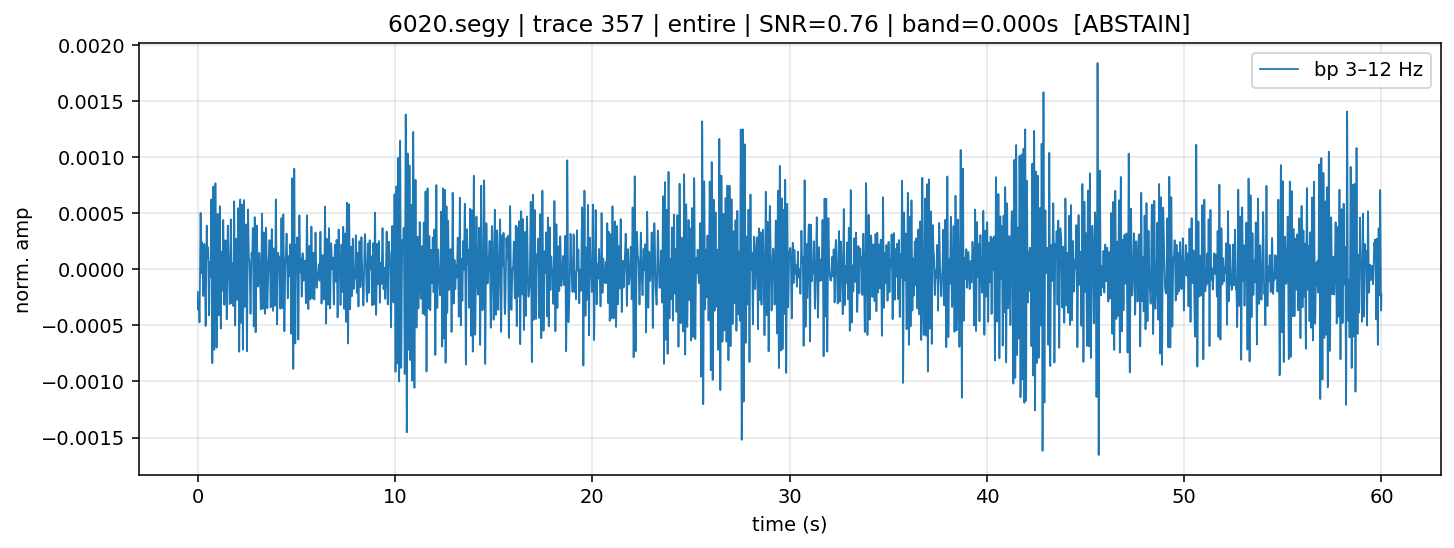 6020.segy | trace 357 | entire | SNR=0.76 | band=0.000s  [ABSTAIN]
bp 3–12 Hz
norm. amp
0.0020
0.0015
0.0010
0.0005
0.0000
−0.0005
−0.0010
−0.0015
0 10 20 30 40 50 60
time (s)